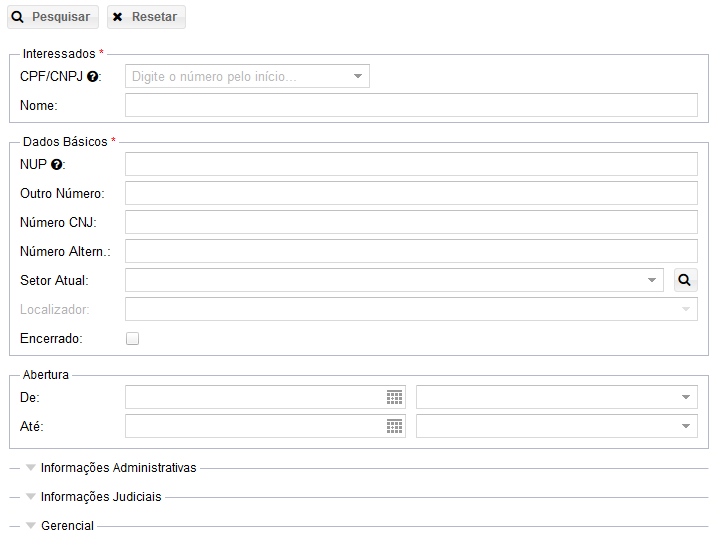 Pesquisar Resetar
Interessados *
CPF/CNPJ ?: Digite o número pelo início...
Nome:
Dados Básicos *
NUP ?:
Outro Número:
Número CNJ:
Número Altern.:
Setor Atual:
Localizador:
Encerrado:
Abertura
De:
Até:
Informações Administrativas
Informações Judiciais
Gerencial